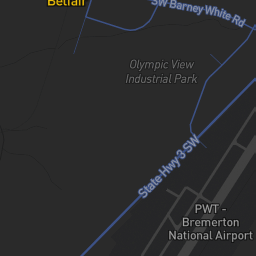 Belfair
SW Barney White Rd
Olympic View
Industrial Park
State Hwy 3 SW
PWT -
Bremerton
National Airport